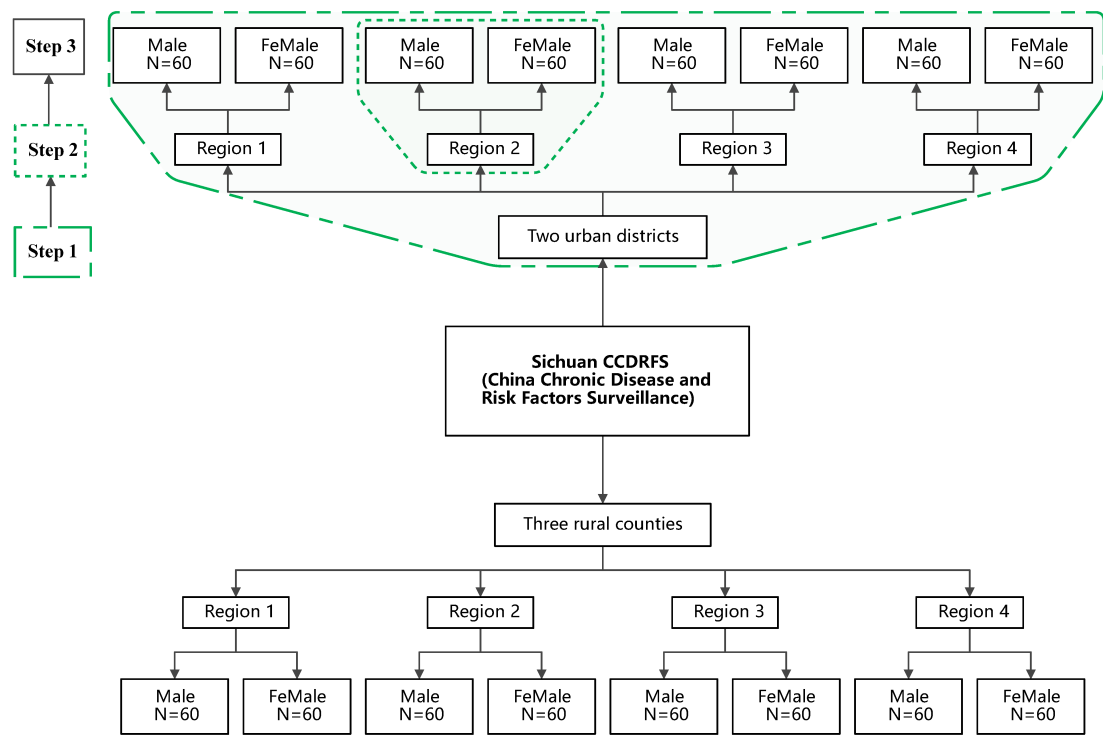 Step 3
Step 2
Step 1
Male
N=60
FeMale
N=60
Male
N=60
FeMale
N=60
Male
N=60
FeMale
N=60
Male
N=60
FeMale
N=60
Region 1
Region 2
Region 3
Region 4
Two urban districts
Sichuan CCDRFS
(China Chronic Disease and
Risk Factors Surveillance)
Three rural counties
Region 1
Region 2
Region 3
Region 4
Male
N=60
FeMale
N=60
Male
N=60
FeMale
N=60
Male
N=60
FeMale
N=60
Male
N=60
FeMale
N=60